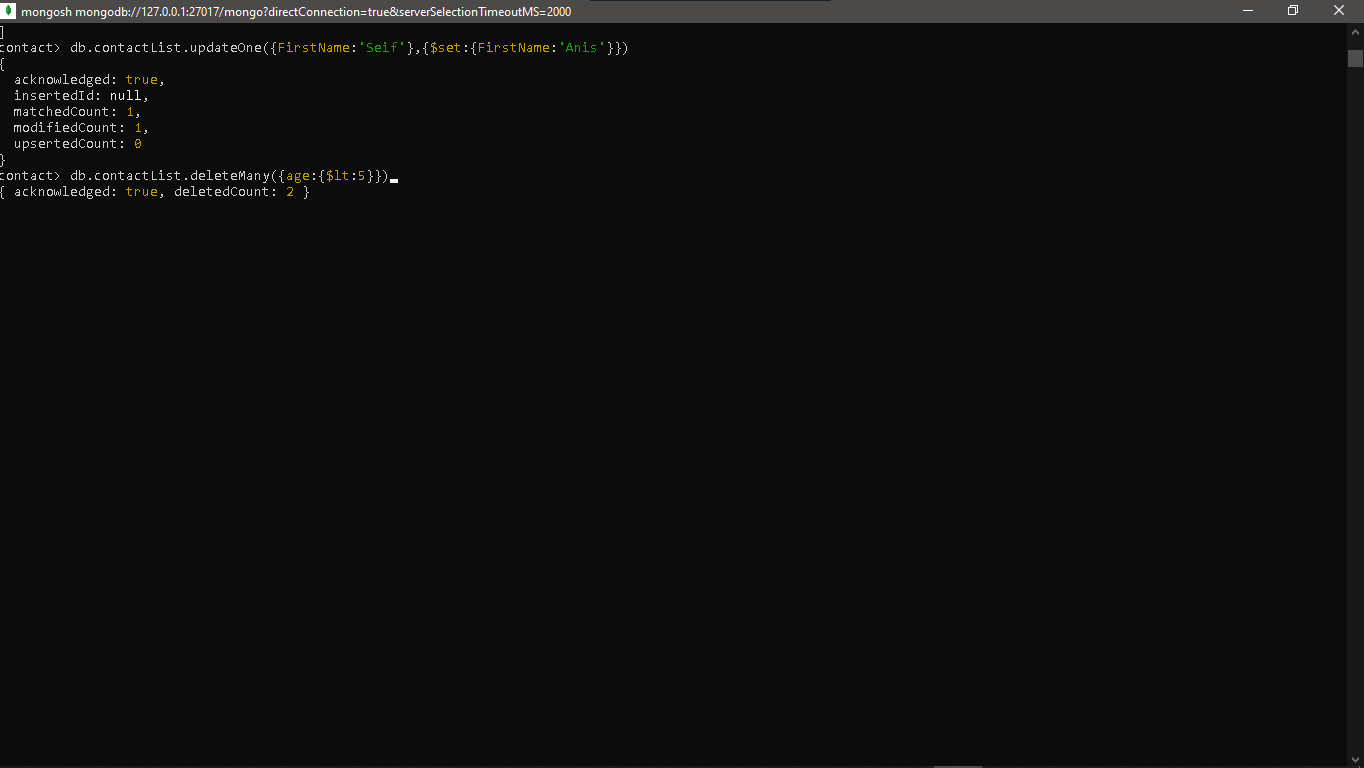 mongosh mongodb://127.0.0.1:27017/mongo?directConnection=true&serverSelectionTimeoutMS=2000
]
contact> db.contactList.updateOne({FirstName:'Seif'},{$set:{FirstName:'Anis'}})
{
  acknowledged: true,
  insertedId: null,
  matchedCount: 1,
  modifiedCount: 1,
  upsertedCount: 0
}
contact> db.contactList.deleteMany({age:{$lt:5}})
{ acknowledged: true, deletedCount: 2 }